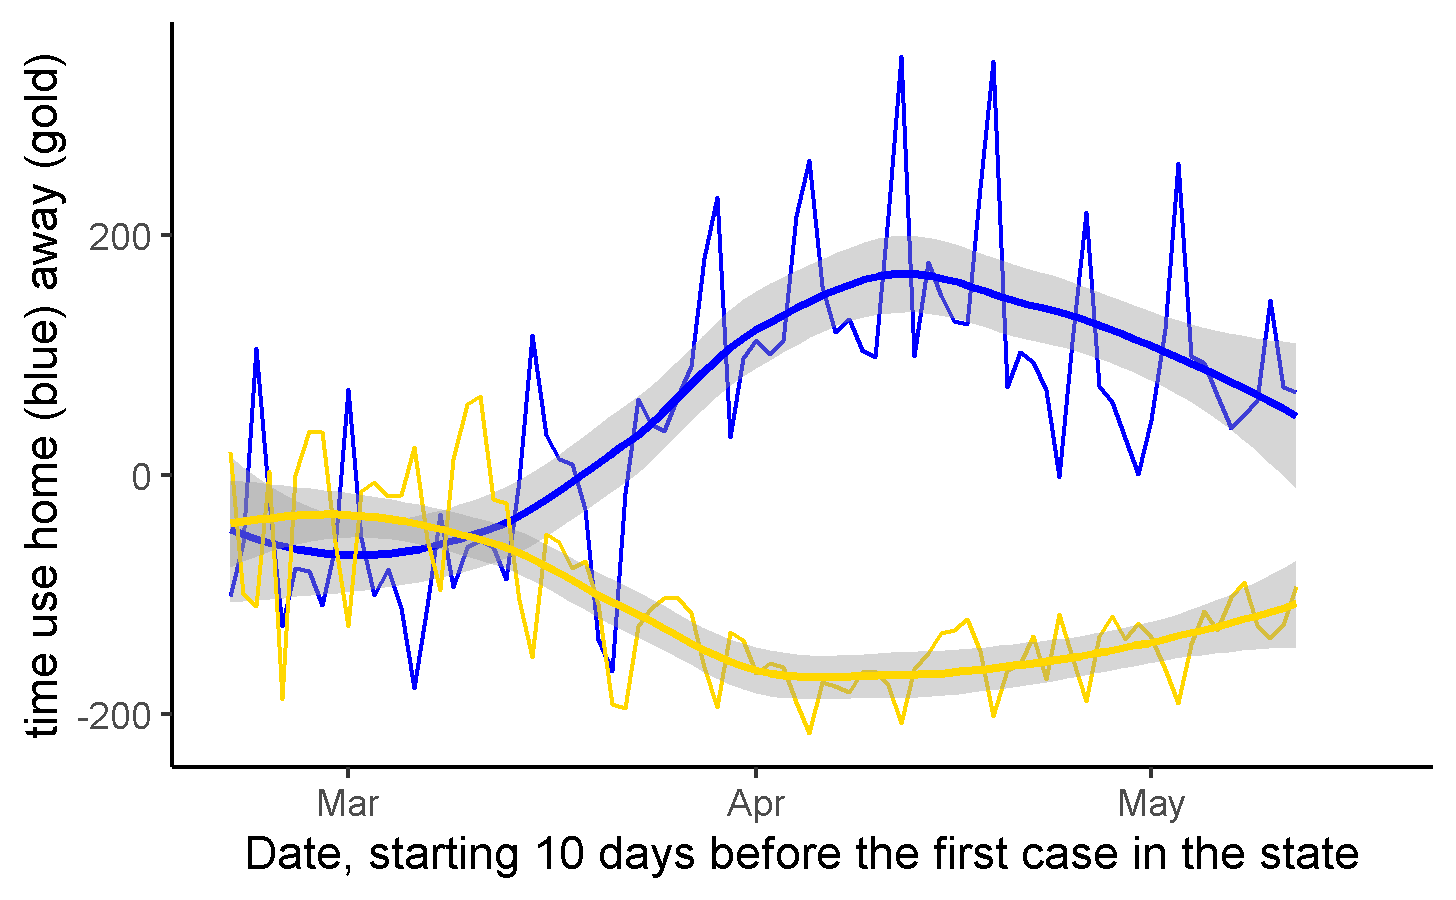 time use home (blue) away (gold)
200
0
-200
Mar
Apr
May
Date, starting 10 days before the first case in the state